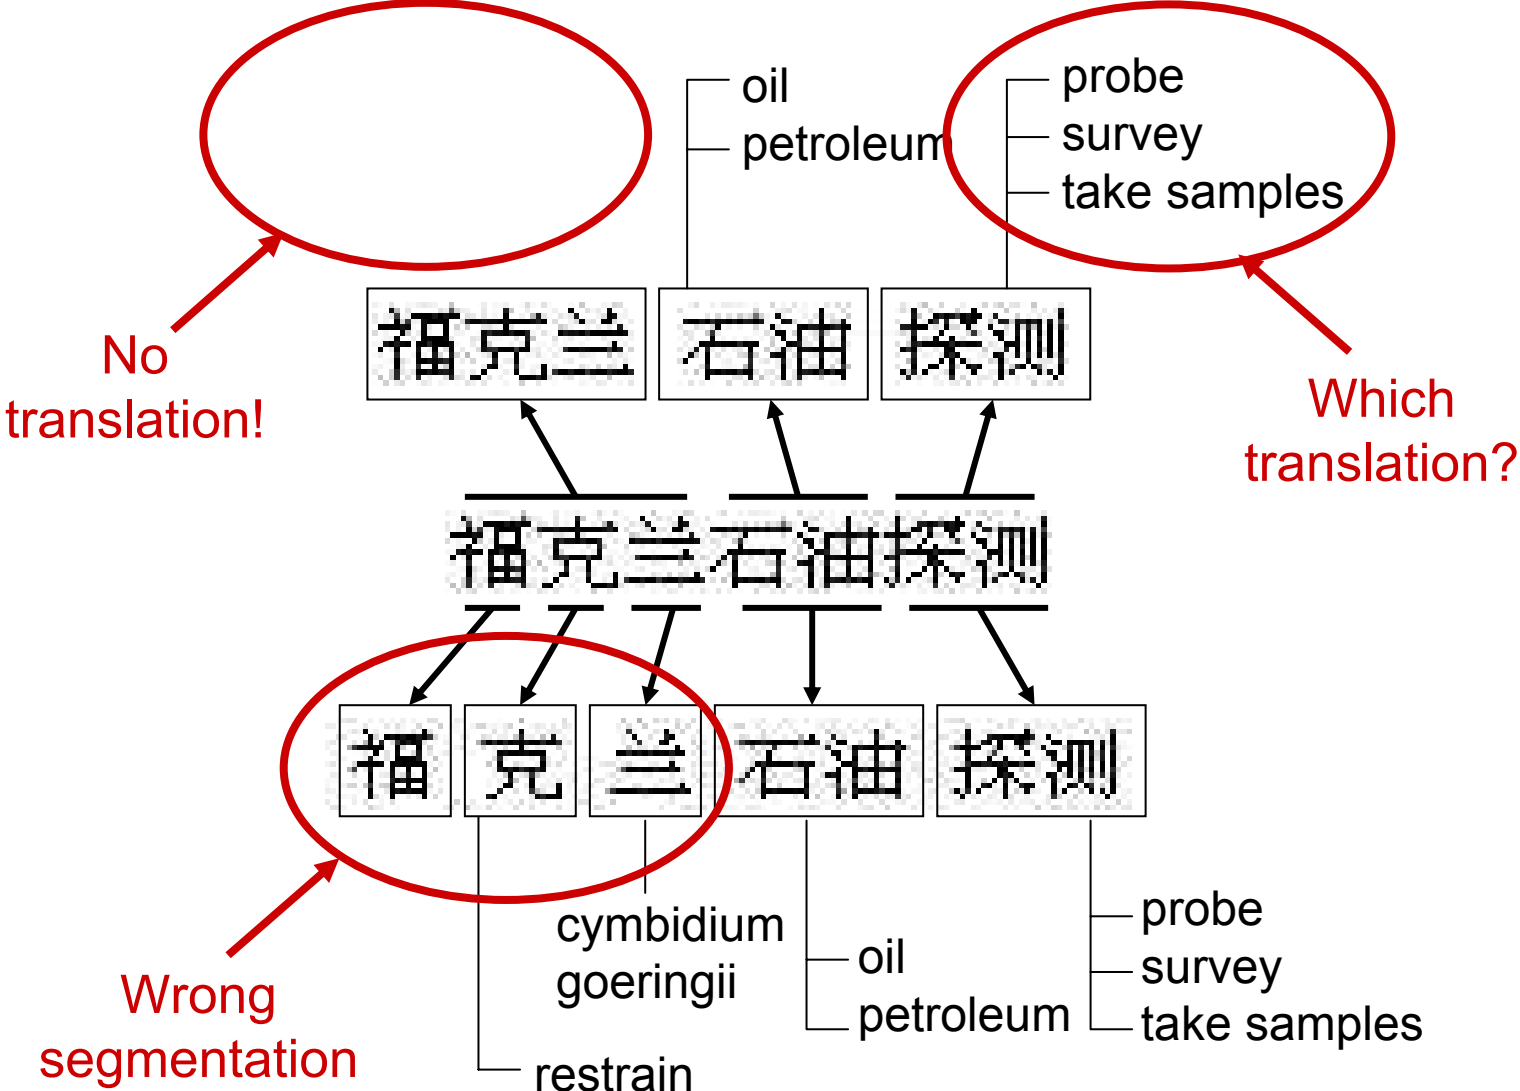 oil
petroleum
probe
survey
take samples
No
translation!
福克兰
石油
探测
Which
translation?
福克兰石油探测
福
克
兰
石油
探测
cymbidium
goeringii
restrain
oil
petroleum
probe
survey
take samples
Wrong
segmentation